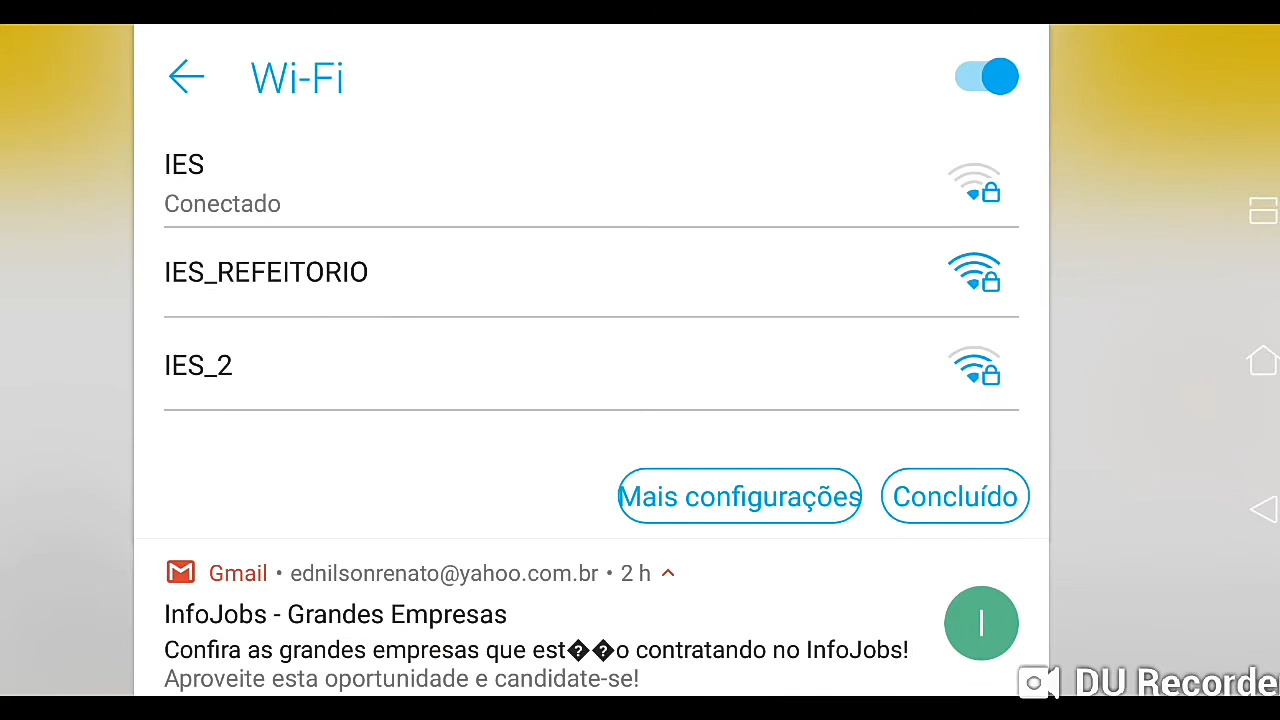 Wi-Fi
IES
Conectado
IES_REFEITORIO
IES_2
Mais configurações
Concluído
Gmail • ednilsonrenato@yahoo.com.br • 2 h
InfoJobs - Grandes Empresas
I
Confira as grandes empresas que est��o contratando no InfoJobs!
Aproveite esta oportunidade e candidate-se!
DU Recorde